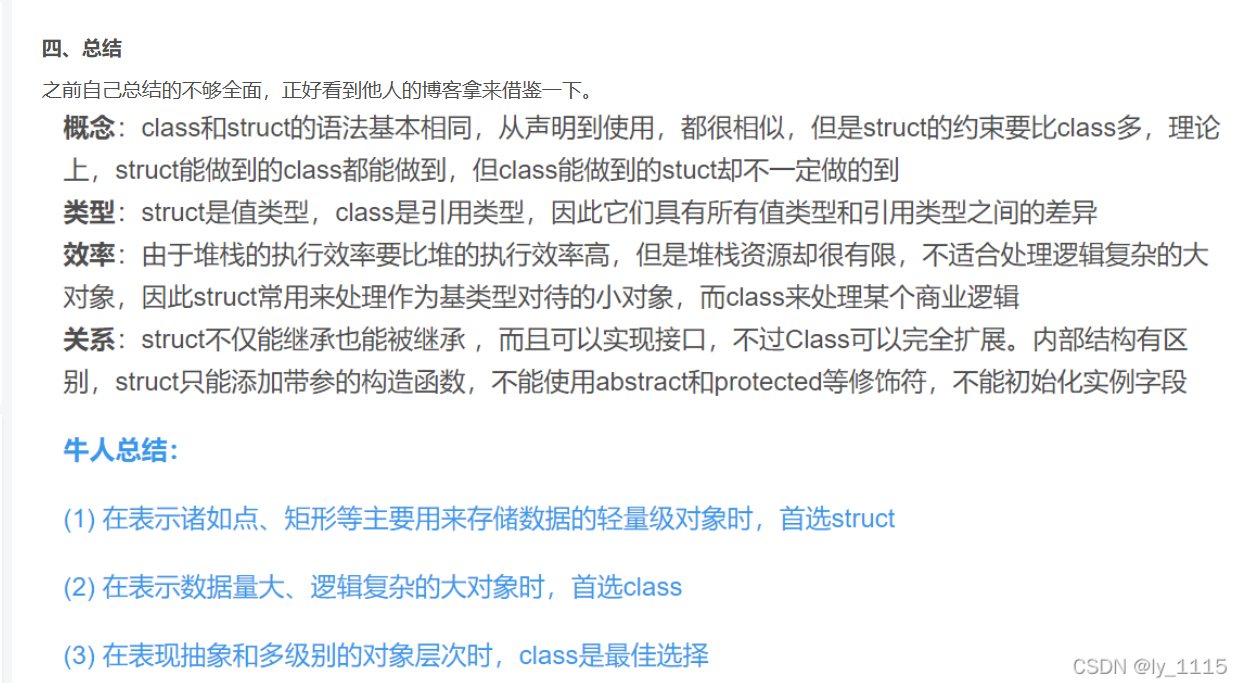 四、总结
之前自己总结的不够全面，正好看到他人的博客拿来借鉴一下。
概念：class和struct的语法基本相同，从声明到使用，都很相似，但是struct的约束要比class多，理论
上，struct能做到的class都能做到，但class能做到的stuct却不一定做的到
类型：struct是值类型，class是引用类型，因此它们具有所有值类型和引用类型之间的差异
效率：由于堆栈的执行效率要比堆的执行效率高，但是堆栈资源却很有限，不适合处理逻辑复杂的大
对象，因此struct常用来处理作为基类型对待的小对象，而class来处理某个商业逻辑
关系：struct不仅能继承也能被继承 ，而且可以实现接口，不过Class可以完全扩展。内部结构有区
别，struct只能添加带参的构造函数，不能使用abstract和protected等修饰符，不能初始化实例字段
牛人总结：
(1) 在表示诸如点、矩形等主要用来存储数据的轻量级对象时，首选struct
(2) 在表示数据量大、逻辑复杂的大对象时，首选class
(3) 在表现抽象和多级别的对象层次时，class是最佳选择
CSDN @ly_1115